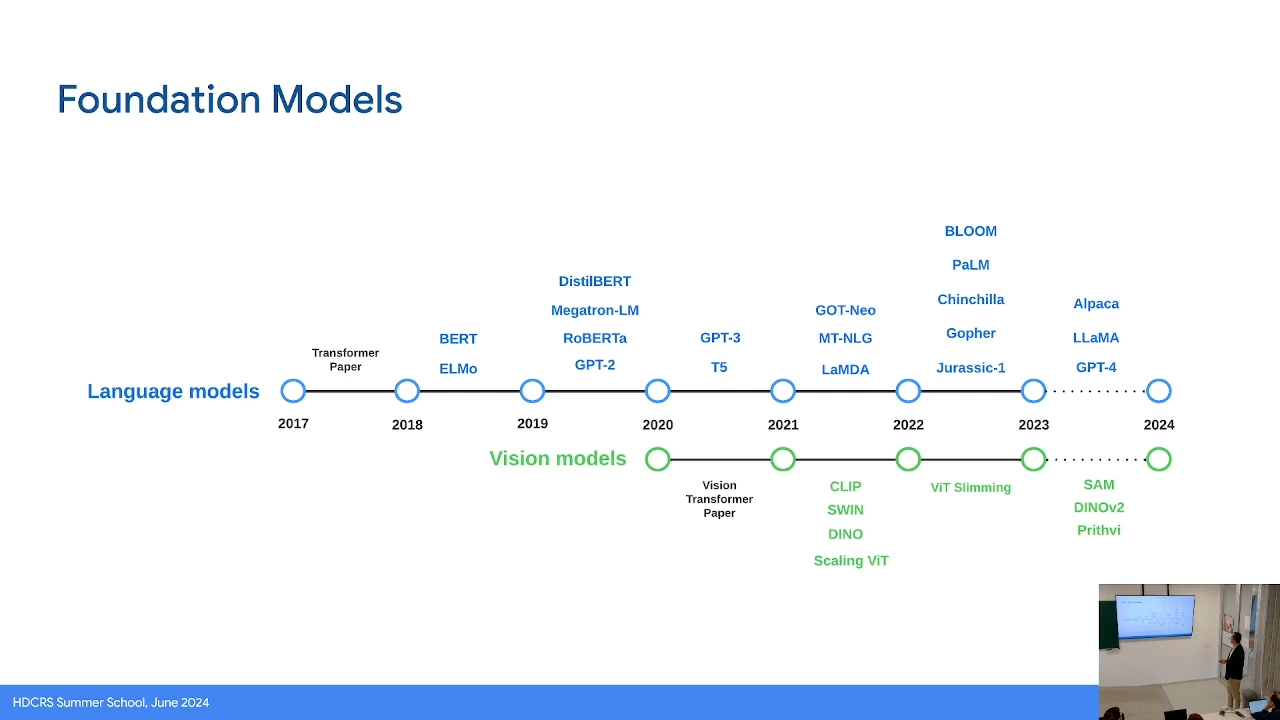 Foundation Models
BLOOM
PaLM
DistilBERT
Chinchilla
Alpaca
Megatron-LM
GOT-Neo
Gopher
BERT
RoBERTa
GPT-3
MT-NLG
LLaMA
Transformer
Paper
ELMo
GPT-2
T5
LaMDA
Jurassic-1
GPT-4
Language models
2017
2018
2019
2020
2021
2022
2023
2024
Vision models
Vision
Transformer
Paper
CLIP
SWIN
DINO
Scaling ViT
ViT Slimming
SAM
DINOv2
Prithvi
HDCRS Summer School, June 2024